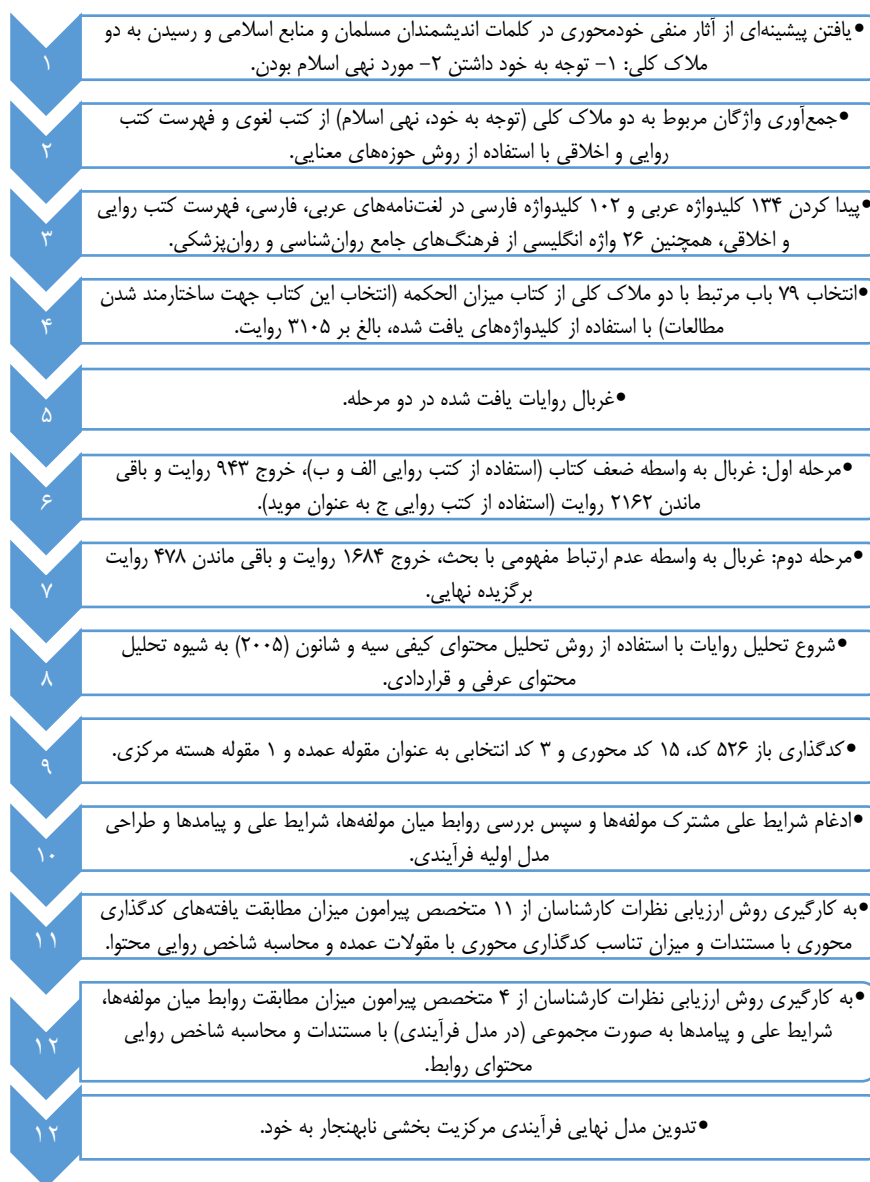 •یافتن پیشینه‌ای از آثار منفی خودمحوری در کلمات اندیشمندان مسلمان و منابع اسلامی و رسیدن به دو
ملاک کلی: ۱- توجه به خود داشتن ۲- مورد نهی اسلام بودن.
۱
•جمع‌آوری واژگان مربوط به دو ملاک کلی (توجه به خود، نهی اسلام) از کتب لغوی و فهرست کتب
روایی و اخلاقی با استفاده از روش حوزه‌های معنایی.
۲
•پیدا کردن ۱۳۴ کلیدواژه عربی و ۱۰۲ کلیدواژه فارسی در لغت‌نامه‌های عربی، فارسی، فهرست کتب روایی
و اخلاقی، همچنین ۲۶ واژه انگلیسی از فرهنگ‌های جامع روان‌شناسی و روان‌پزشکی.
۳
•انتخاب ۷۹ باب مرتبط با دو ملاک کلی از کتاب میزان الحکمه (انتخاب این کتاب جهت ساختارمند شدن
مطالعات) با استفاده از کلیدواژه‌های یافت شده، بالغ بر ۳۱۰۵ روایت.
۴
•غربال روایات یافت شده در دو مرحله.
۵
•مرحله اول: غربال به واسطه ضعف کتاب (استفاده از کتب روایی الف و ب)، خروج ۹۴۳ روایت و باقی
ماندن ۲۱۶۲ روایت (استفاده از کتب روایی ج به عنوان موید).
۶
•مرحله دوم: غربال به واسطه عدم ارتباط مفهومی با بحث، خروج ۱۶۸۴ روایت و باقی ماندن ۴۷۸ روایت
برگزیده نهایی.
۷
•شروع تحلیل روایات با استفاده از روش تحلیل محتوای کیفی سیه و شانون (۲۰۰۵) به شیوه تحلیل
محتوای عرفی و قراردادی.
۸
•کدگذاری باز ۵۲۶ کد، ۱۵ کد محوری و ۳ کد انتخابی به عنوان مقوله عمده و ۱ مقوله هسته مرکزی.
۹
•ادغام شرایط علی مشترک مولفه‌ها و سپس بررسی روابط میان مولفه‌ها، شرایط علی و پیامدها و طراحی
مدل اولیه فرآیندی.
۱۰
•به کارگیری روش ارزیابی نظرات کارشناسان از ۱۱ متخصص پیرامون میزان مطابقت یافته‌های کدگذاری
محوری با مستندات و میزان تناسب کدگذاری محوری با مقولات عمده و محاسبه شاخص روایی محتوا.
۱۱
•به کارگیری روش ارزیابی نظرات کارشناسان از ۴ متخصص پیرامون میزان مطابقت روابط میان مولفه‌ها،
شرایط علی و پیامدها به صورت مجموعی (در مدل فرآیندی) با مستندات و محاسبه شاخص روایی
محتوای روابط.
۱۲
•تدوین مدل نهایی فرآیندی مرکزیت بخشی نابهنجار به خود.
۱۲